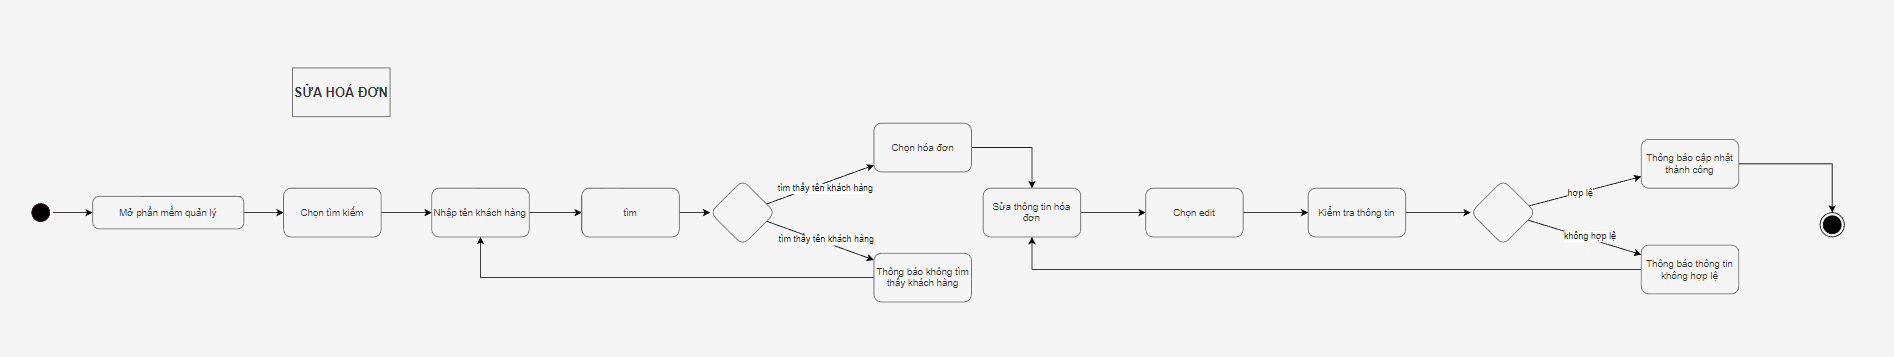 SỬA HOÁ ĐƠN
Mở phần mềm quản lý
Chọn tìm kiếm
Nhập tên khách hàng
tìm
tìm thấy tên khách hàng
Chọn hóa đơn
tìm thấy tên khách hàng
Thông báo không tìm
thấy khách hàng
Sửa thông tin hóa
đơn
Chọn edit
Kiểm tra thông tin
hợp lệ
Thông báo cập nhật
thành công
không hợp lệ
Thông báo thông tin
không hợp lệ